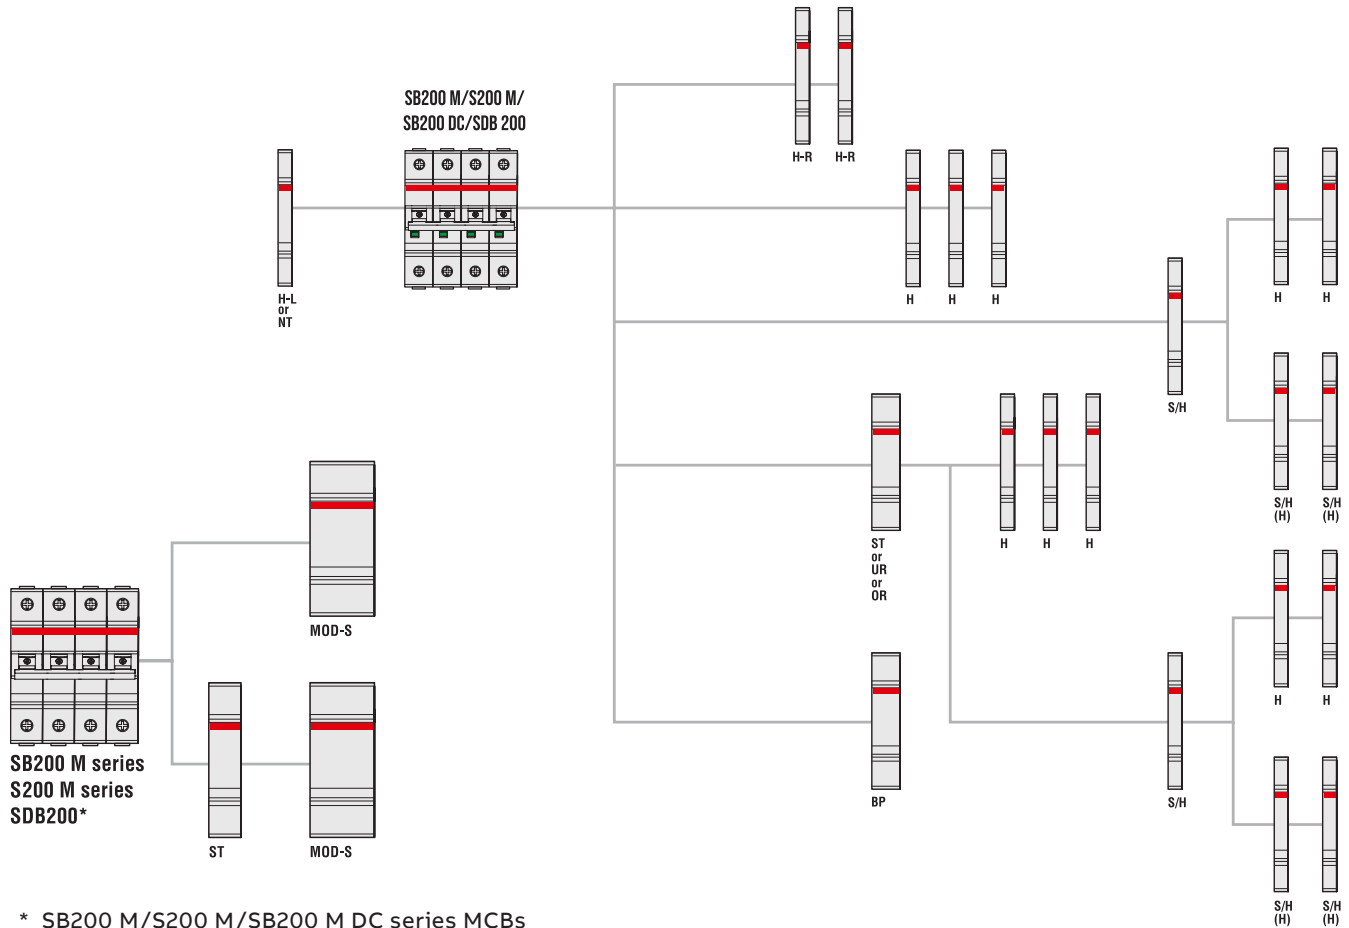 SB200 M/S200 M/
SB200 DC/SDB 200
H-R
H-R
H-L
or
NT
H
H
H
H
H
S/H
S/H
(H)
S/H
(H)
ST
or
UR
or
OR
H
H
H
MOD-S
H
H
SB200 M series
S200 M series
SDB200*
ST
MOD-S
BP
S/H
S/H
(H)
S/H
(H)
* SB200 M/S200 M/SB200 M DC series MCBs